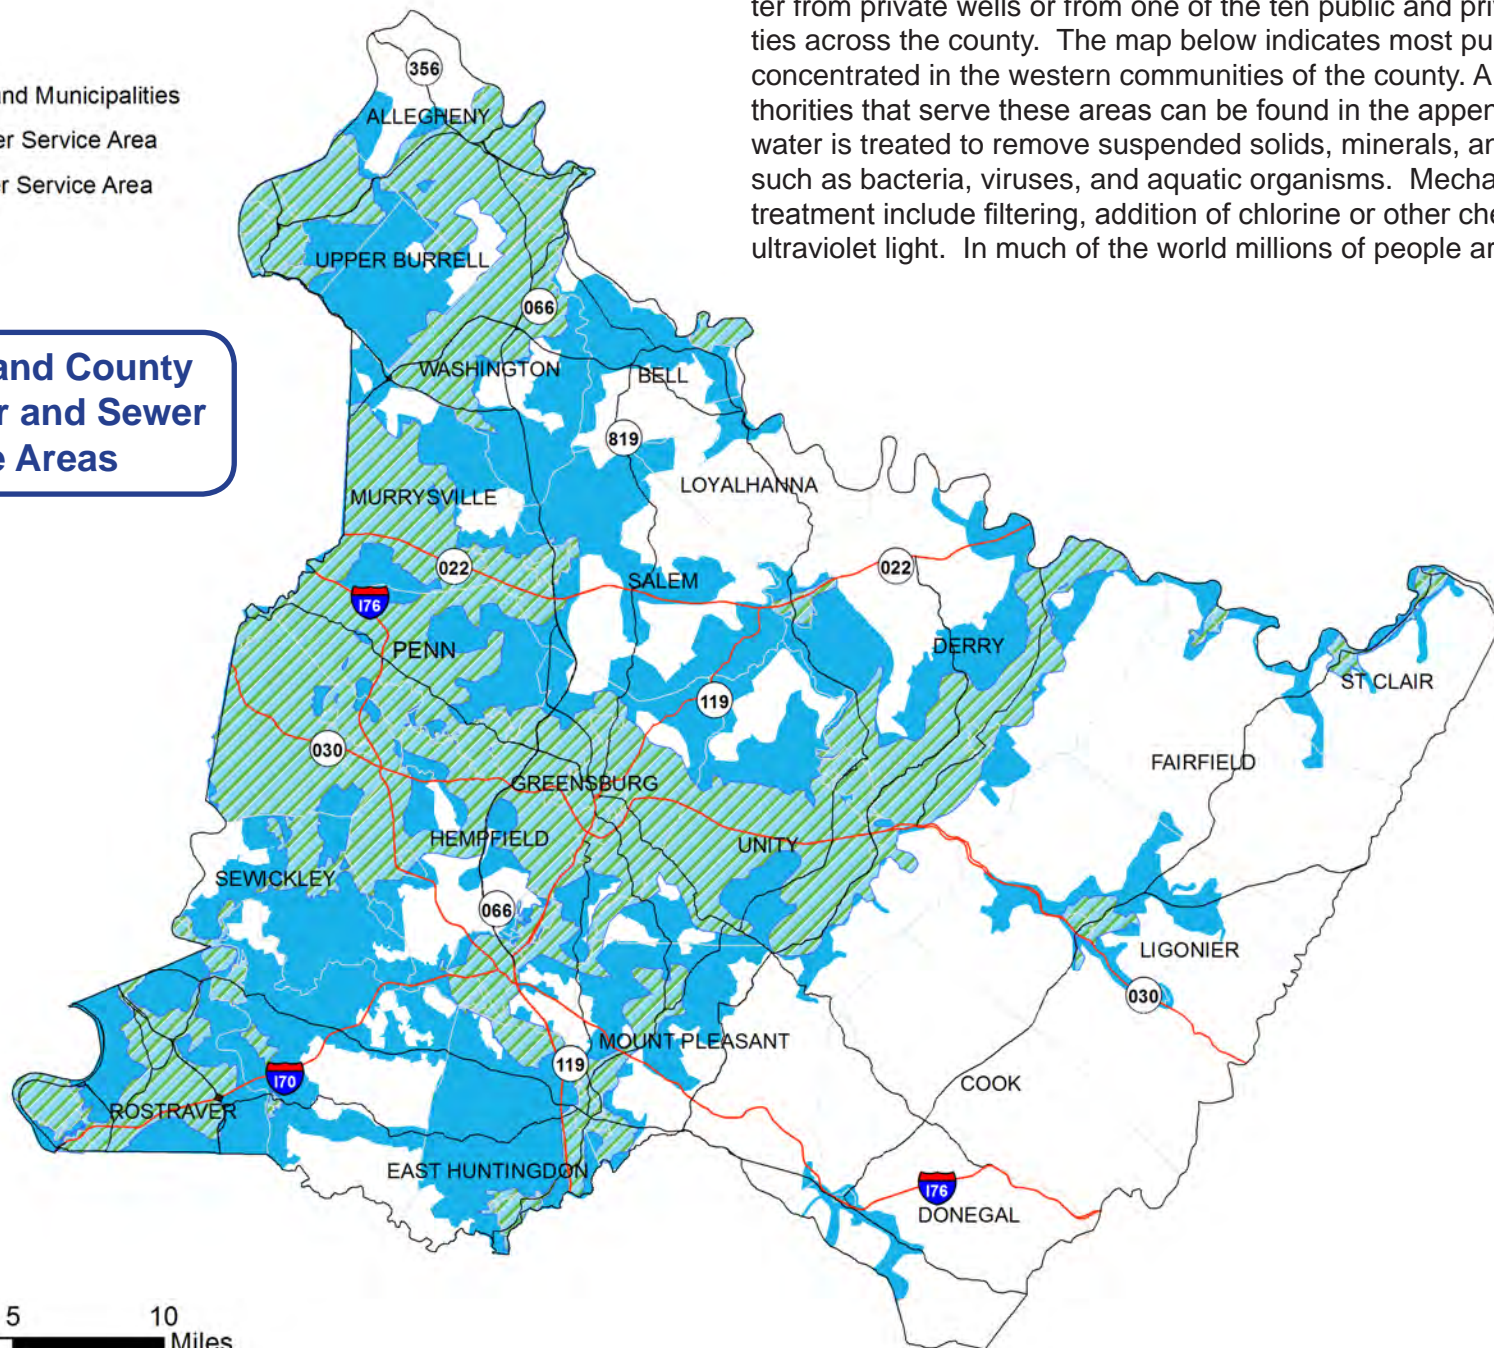 ter from private wells or from one of the ten public and priv
ties across the county. The map below indicates most pu
concentrated in the western communities of the county. A
thorities that serve these areas can be found in the appen
water is treated to remove suspended solids, minerals, an
such as bacteria, viruses, and aquatic organisms. Mecha
treatment include filtering, addition of chlorine or other che
ultraviolet light. In much of the world millions of people ar
nd Municipalities
er Service Area
r Service Area
and County
r and Sewer
e Areas
356
ALLEGHENY
UPPER BURRELL
066
WASHINGTON
BELL
819
MURRYSVILLE
LOYALHANNA
022
022
SALEM
I76
PENN
DERRY
ST CLAIR
119
030
FAIRFIELD
GREENSBURG
HEMPFIELD
UNITY
SEWICKLEY
066
LIGONIER
030
MOUNT PLEASANT
119
I70
COOK
ROSTRAVER
EAST HUNTINGDON
I76
DONEGAL
5 10
Miles